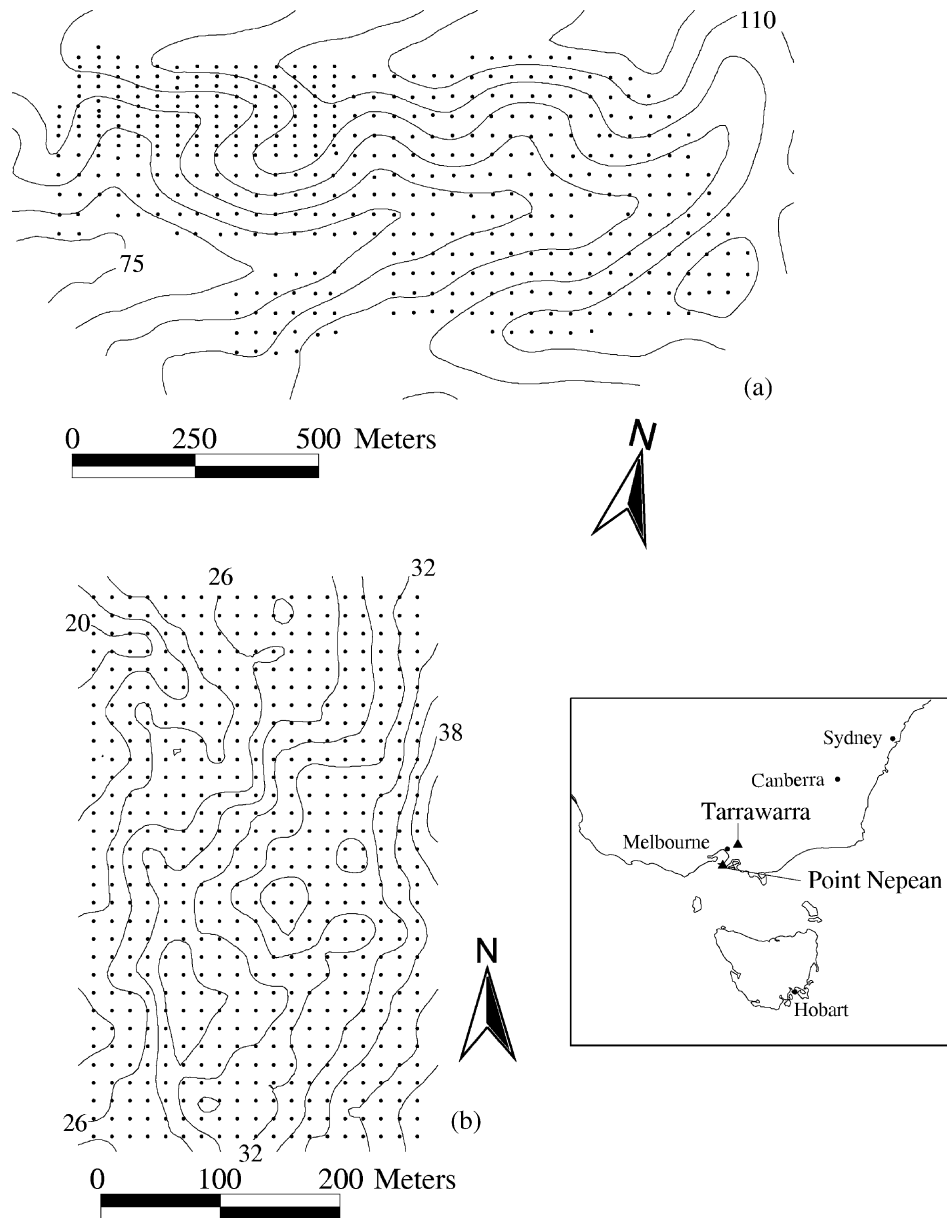 110
75
(a)
0 250 500 Meters
N
26 32
20
38
N
26
32
(b)
0 100 200 Meters
Sydney
Canberra
Tarrawarra
Melbourne
Point Nepean
Hobart